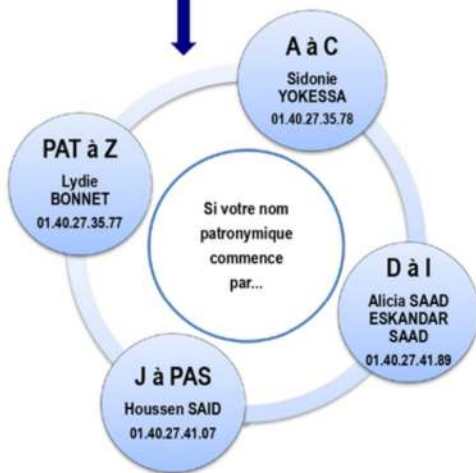 A à C
Sidonie
YOKESSA
01.40.27.35.78
PAT à Z
Lydie
BONNET
01.40.27.35.77
Si votre nom
patronymique
commence
par...
D à I
Alicia SAAD
ESKANDAR
SAAD
01.40.27.41.89
J à PAS
Houssen SAID
01.40.27.41.07